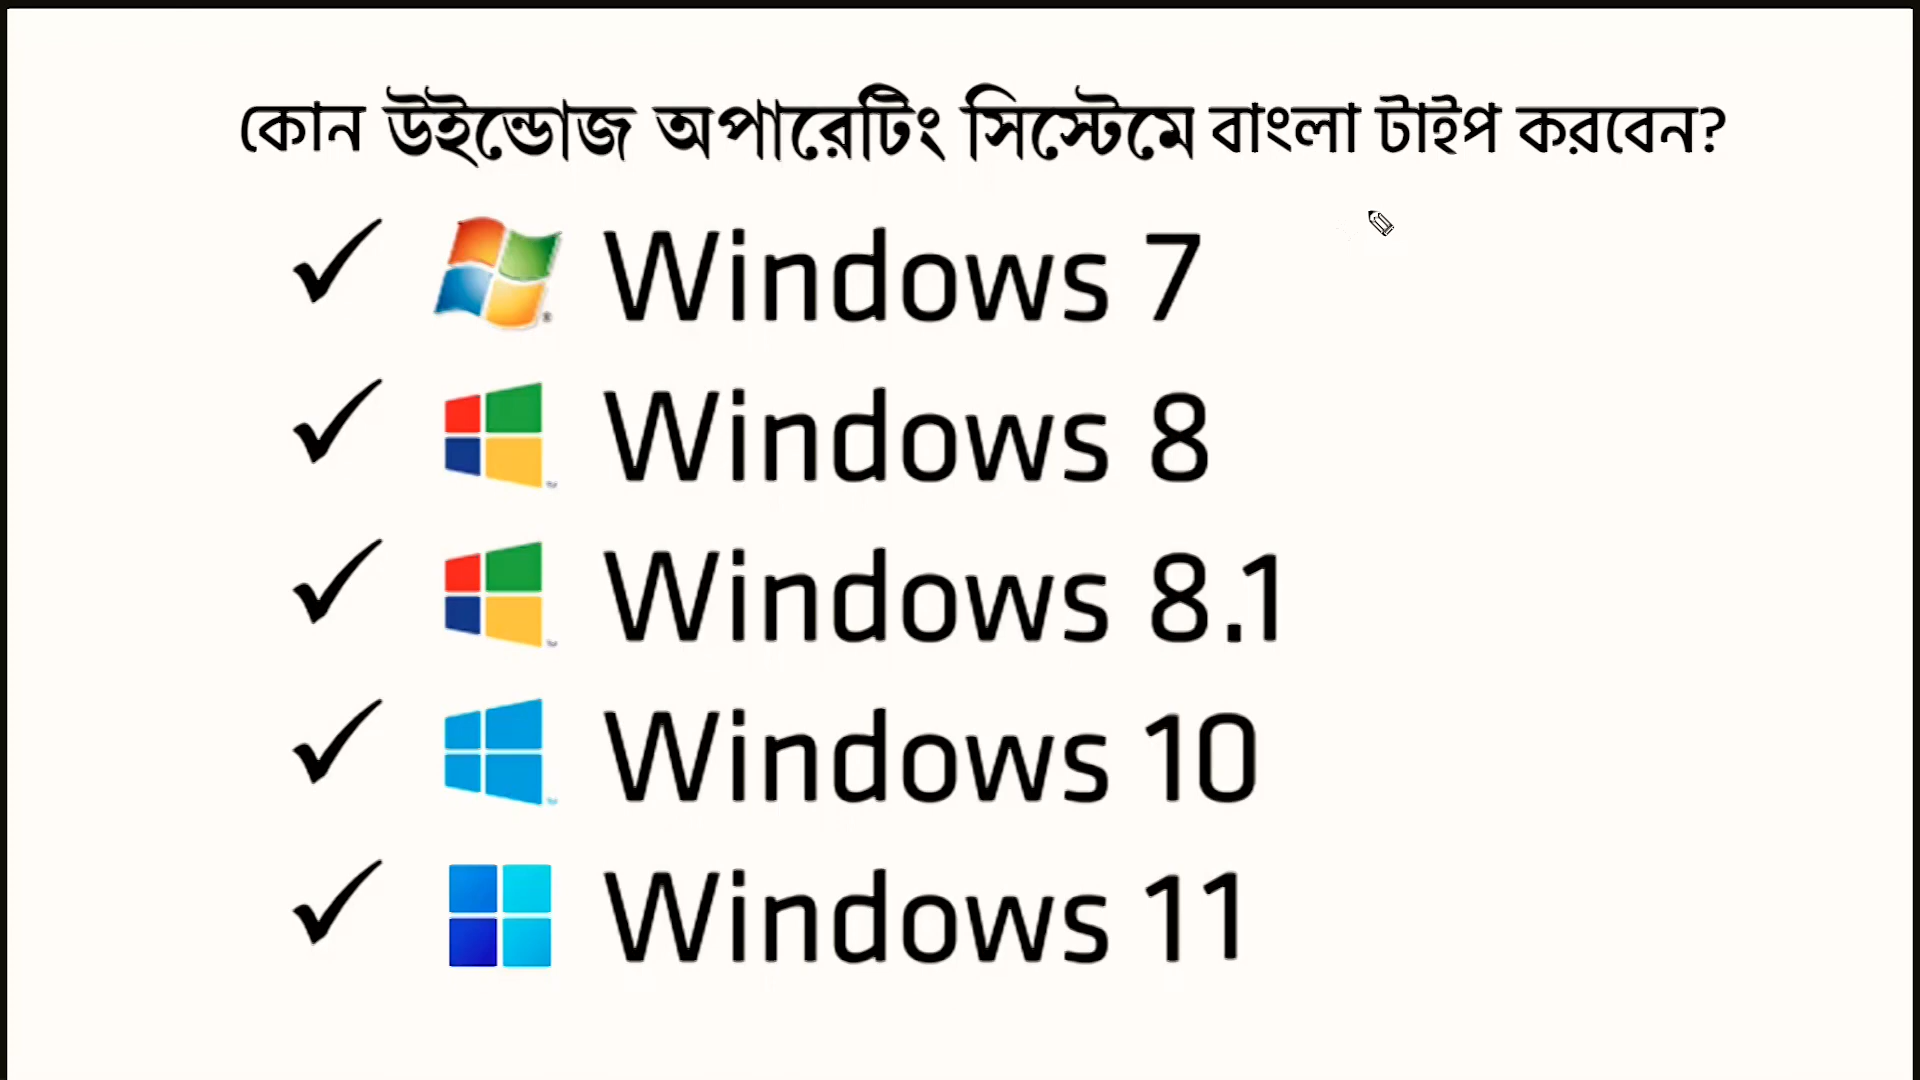 কোন উইন্ডোজ অপারেটিং সিস্টেমে বাংলা টাইপ করবেন?
✓ Windows 7
✓ Windows 8
✓ Windows 8.1
✓ Windows 10
✓ Windows 11